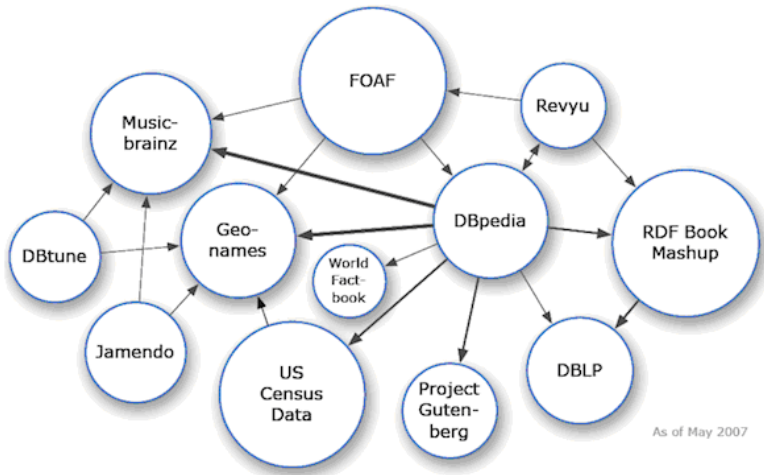 FOAF
Revyu
Music-
brainz
DBpedia
RDF Book
Mashup
Geo-
names
DBtune
World
Fact-
book
Jamendo
US
Census
Data
Project
Guten-
berg
DBLP
As of May 2007